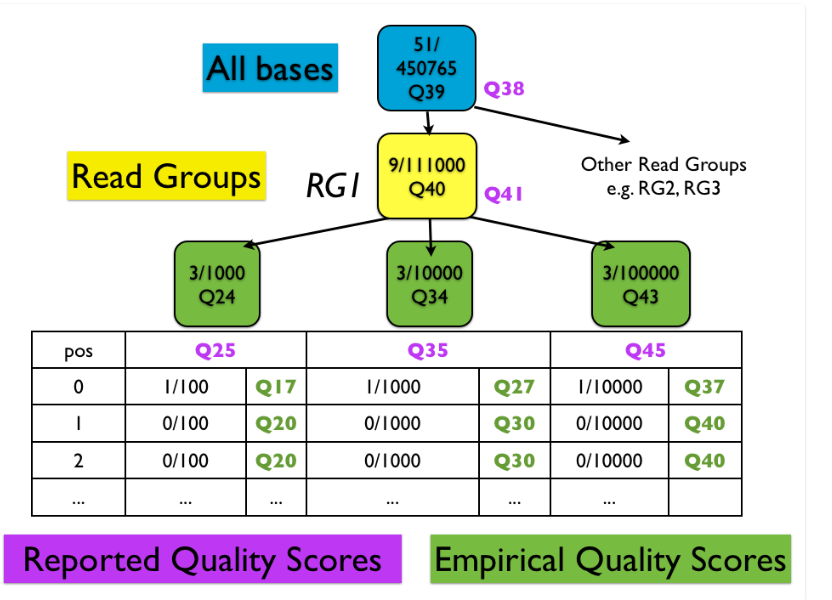 51/
450765
Q39
All bases
Q38
9/111000
Q40
Read Groups
RG1
Q41
Other Read Groups
e.g. RG2, RG3
3/1000
Q24
3/10000
Q34
3/100000
Q43
pos Q25 Q35 Q45
0 1/100 Q17 1/1000 Q27 1/10000 Q37
1 0/100 Q20 0/1000 Q30 0/10000 Q40
2 0/100 Q20 0/1000 Q30 0/10000 Q40
... ... ... ... ... ...
Reported Quality Scores
Empirical Quality Scores